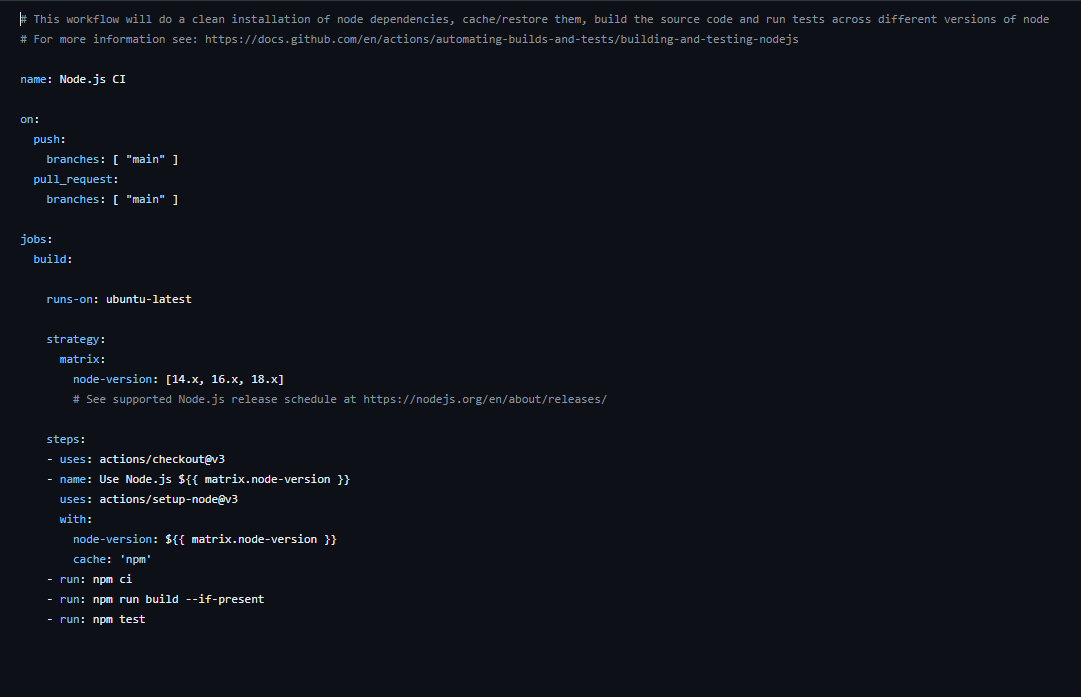 # This workflow will do a clean installation of node dependencies, cache/restore them, build the source code and run tests across different versions of node
# For more information see: https://docs.github.com/en/actions/automating-builds-and-tests/building-and-testing-nodejs

name: Node.js CI

on:
  push:
    branches: [ "main" ]
  pull_request:
    branches: [ "main" ]

jobs:
  build:

    runs-on: ubuntu-latest

    strategy:
      matrix:
        node-version: [14.x, 16.x, 18.x]
        # See supported Node.js release schedule at https://nodejs.org/en/about/releases/

    steps:
    - uses: actions/checkout@v3
    - name: Use Node.js ${{ matrix.node-version }}
      uses: actions/setup-node@v3
      with:
        node-version: ${{ matrix.node-version }}
        cache: 'npm'
    - run: npm ci
    - run: npm run build --if-present
    - run: npm test